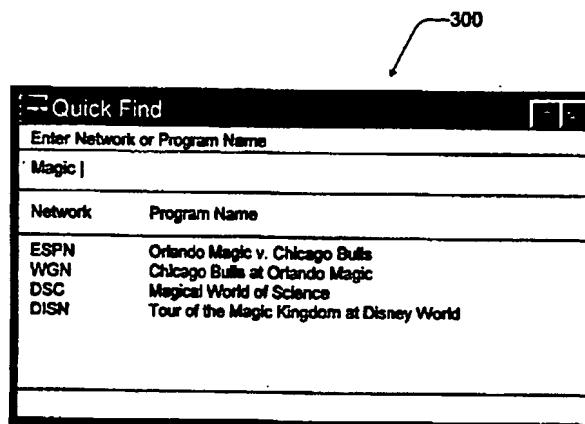 300
Quick Find
Enter Network or Program Name
Magic |
Network Program Name
ESPN Orlando Magic v. Chicago Bulls
WGN Chicago Bulls at Orlando Magic
DSC Magical World of Science
DISN Tour of the Magic Kingdom at Disney World